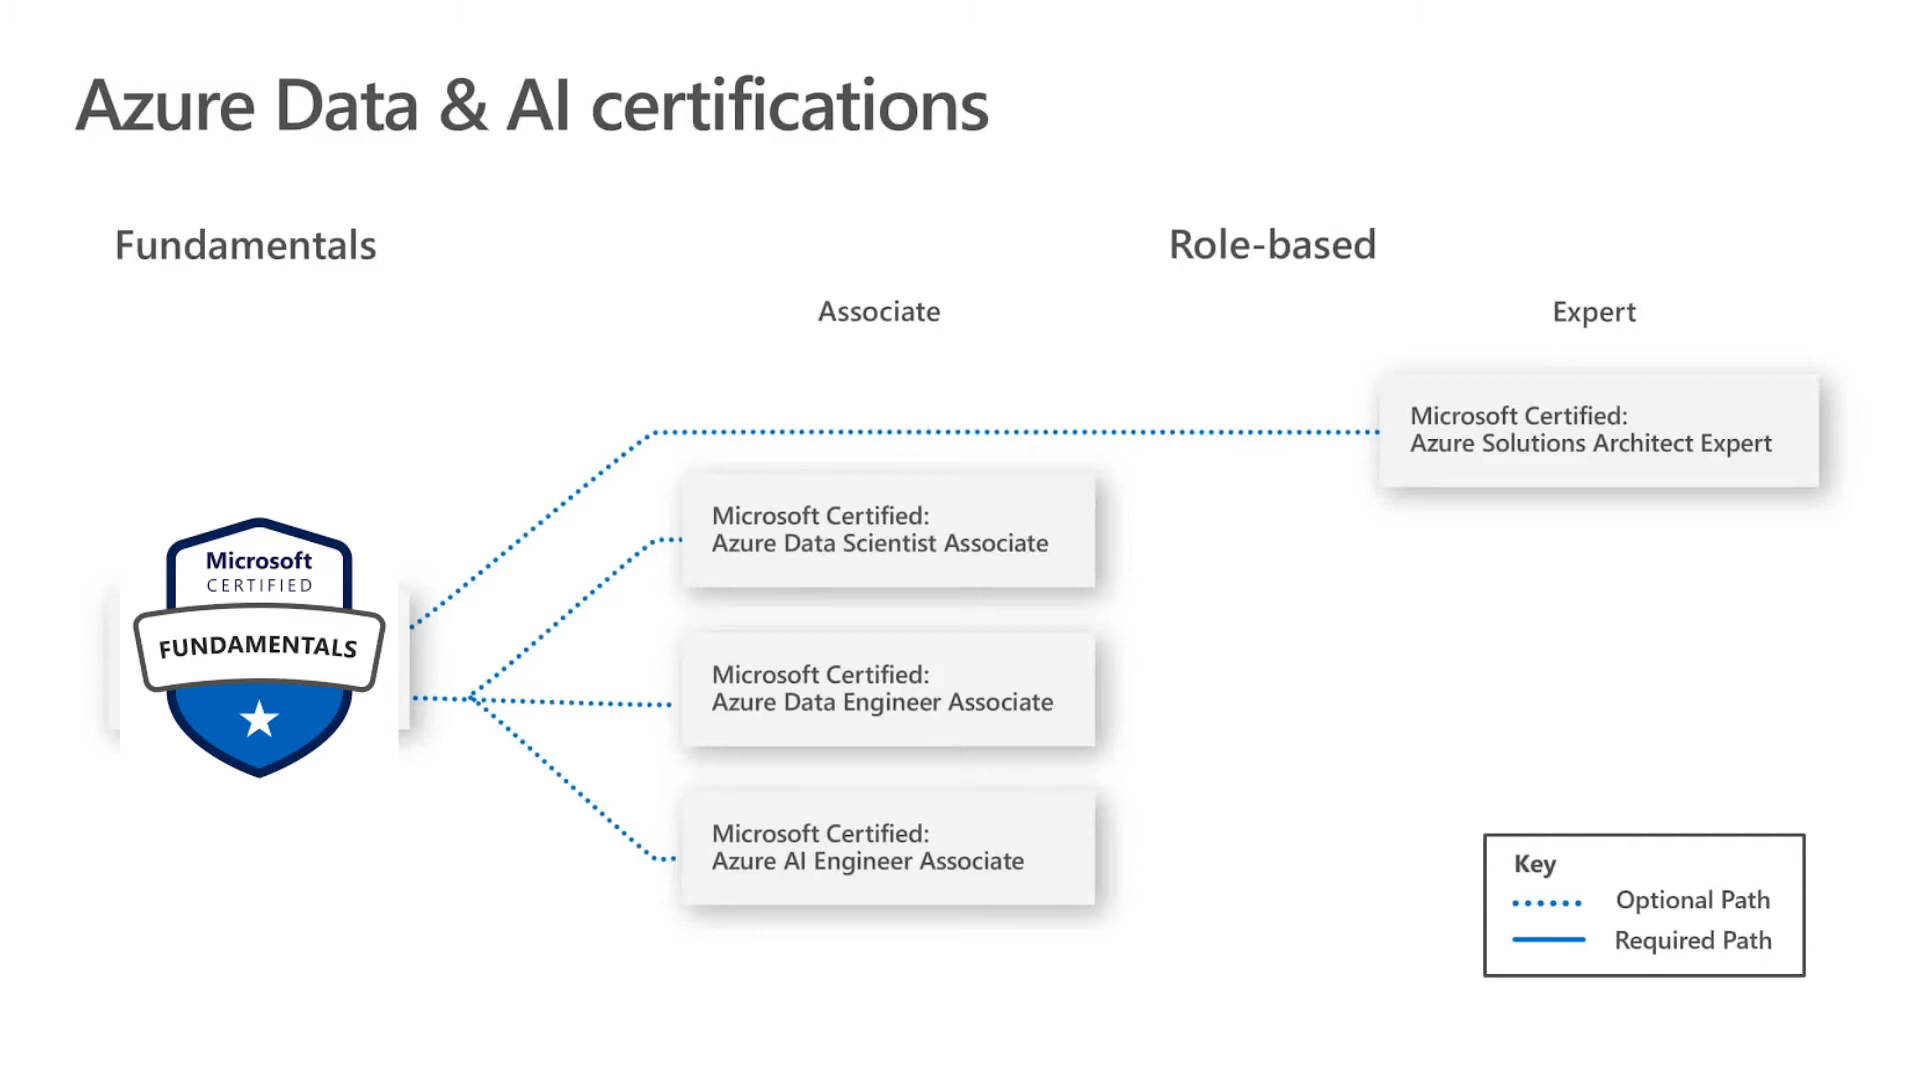 Azure Data & AI certifications
Fundamentals
Role-based
Associate
Expert
Microsoft Certified:
Azure Solutions Architect Expert
Microsoft Certified:
Azure Data Scientist Associate
Microsoft
CERTIFIED
FUNDAMENTALS
Microsoft Certified:
Azure Data Engineer Associate
Microsoft Certified:
Azure AI Engineer Associate
Key
Optional Path
Required Path